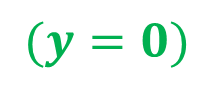 (y = 0)